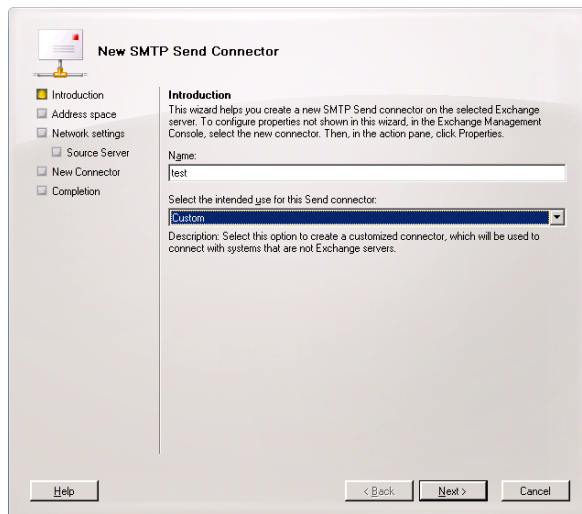 New SMTP Send Connector
Introduction
Address space
Network settings
Source Server
New Connector
Completion
Introduction
This wizard helps you create a new SMTP Send connector on the selected Exchange
server. To configure properties not shown in this wizard, in the Exchange Management
Console, select the new connector. Then, in the action pane, click Properties.
Name:
test
Select the intended use for this Send connector:
Custom
Description: Select this option to create a customized connector, which will be used to
connect with systems that are not Exchange servers.
Help
< Back
Next >
Cancel